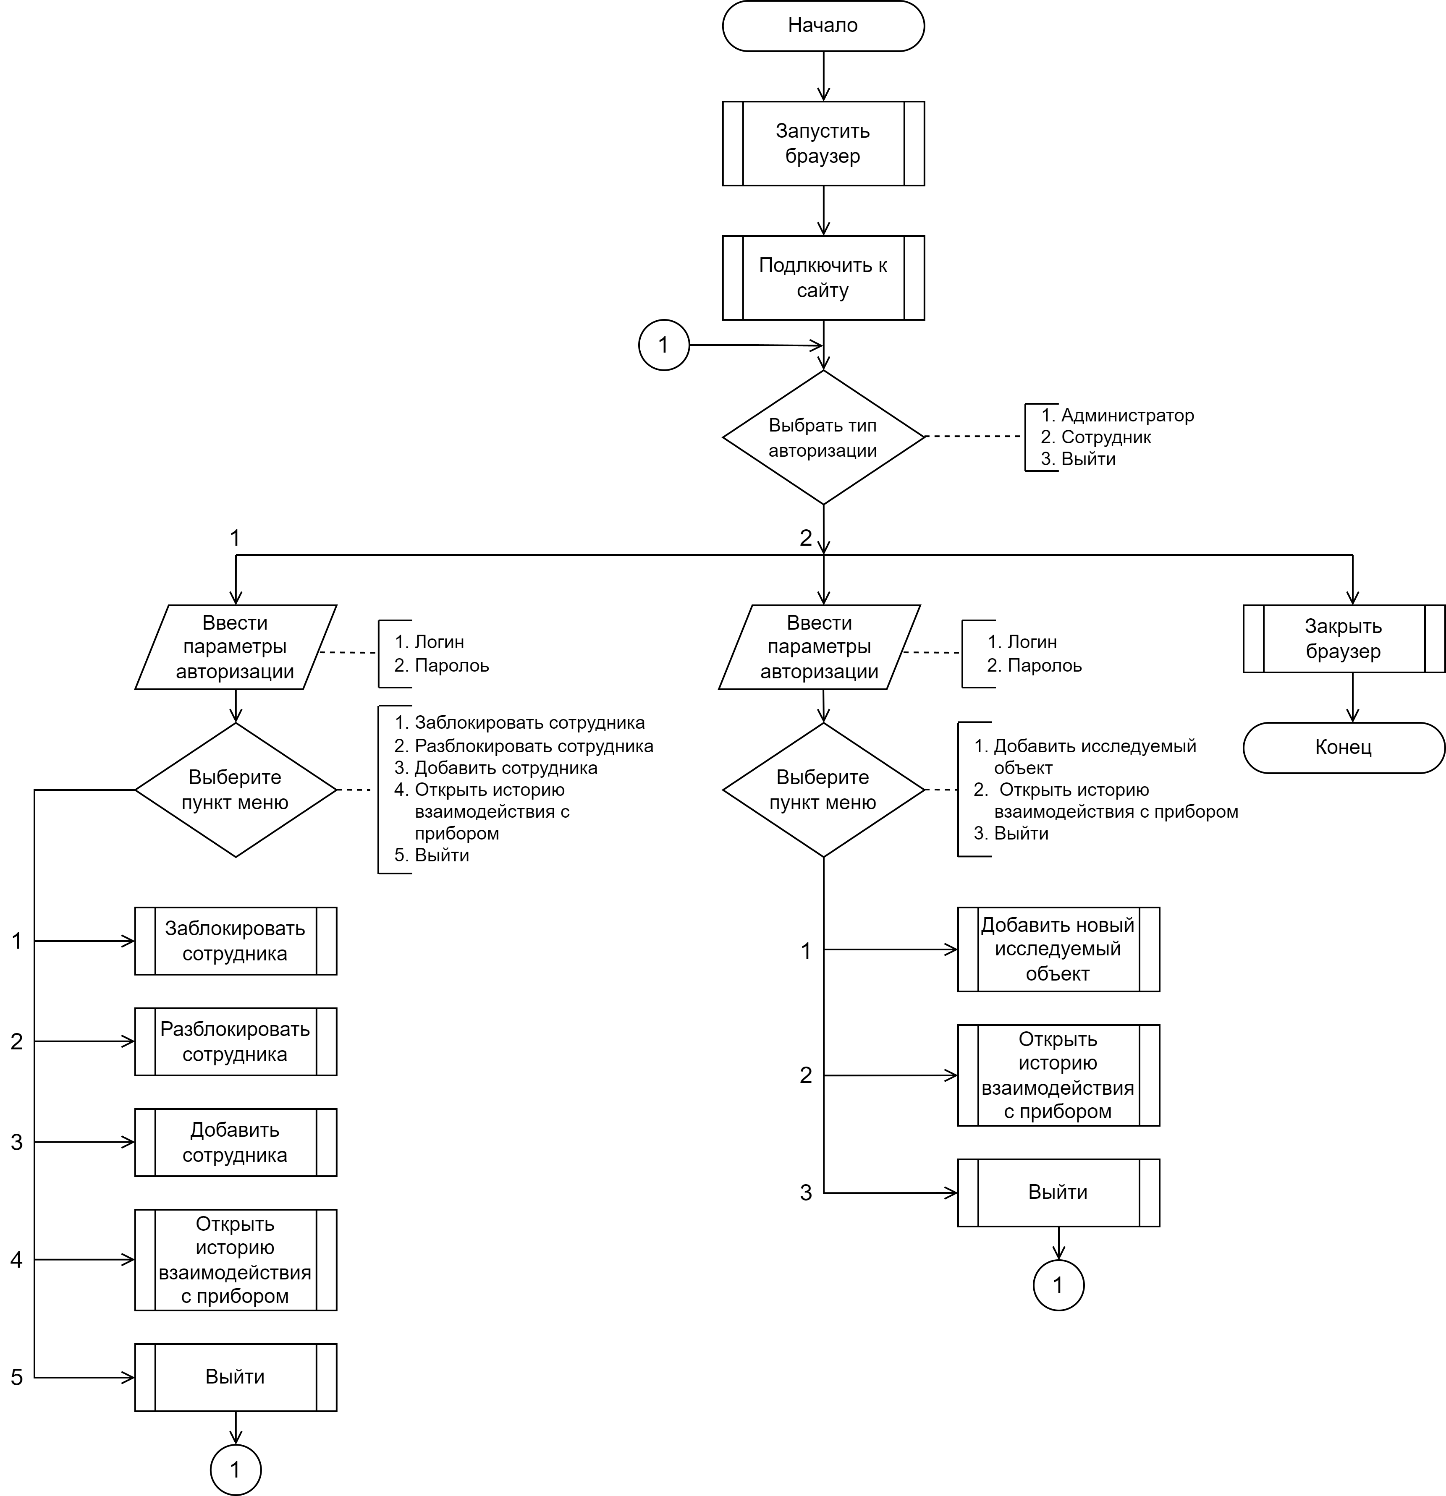 Начало
Запустить
браузер
Подлкючить к
сайту
1
Выбрать тип
авторизации
1. Администратор
2. Сотрудник
3. Выйти
1
2
Ввести
параметры
авторизации
1. Логин
2. Паролоь
Ввести
параметры
авторизации
1. Логин
2. Паролоь
Закрыть
браузер
Конец
Выберите
пункт меню
1. Заблокировать сотрудника
2. Разблокировать сотрудника
3. Добавить сотрудника
4. Открыть историю
взаимодействия с
прибором
5. Выйти
Выберите
пункт меню
1. Добавить исследуемый
объект
2. Открыть историю
взаимодействия с прибором
3. Выйти
1
Заблокировать
сотрудника
2
Разблокировать
сотрудника
3
Добавить
сотрудника
4
Открыть
историю
взаимодействия
с прибором
5
Выйти
1
1
Добавить новый
исследуемый
объект
2
Открыть
историю
взаимодействия
с прибором
3
Выйти
1